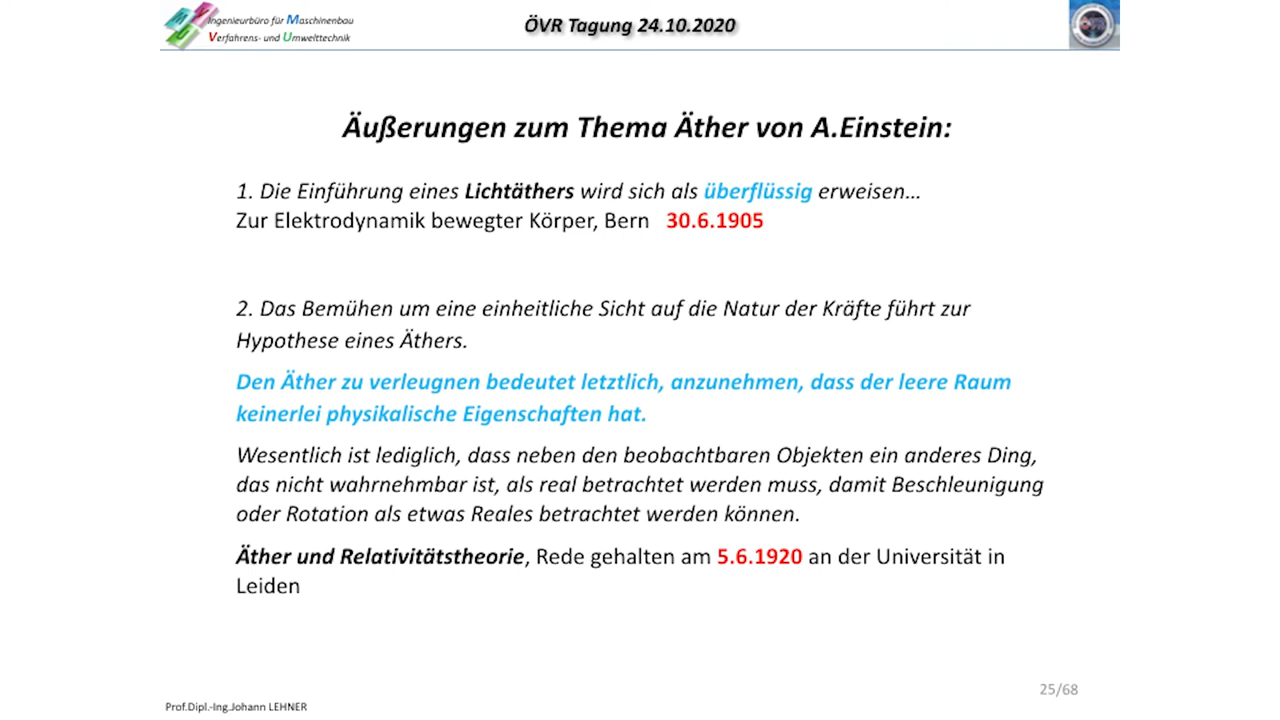 Ingenieurbüro für Maschinenbau
Verfahrens- und Umwelttechnik
ÖVR Tagung 24.10.2020
Äußerungen zum Thema Äther von A.Einstein:
1. Die Einführung eines Lichtäthers wird sich als überflüssig erweisen…
Zur Elektrodynamik bewegter Körper, Bern 30.6.1905
2. Das Bemühen um eine einheitliche Sicht auf die Natur der Kräfte führt zur
Hypothese eines Äthers.
Den Äther zu verleugnen bedeutet letztlich, anzunehmen, dass der leere Raum
keinerlei physikalische Eigenschaften hat.
Wesentlich ist lediglich, dass neben den beobachtbaren Objekten ein anderes Ding,
das nicht wahrnehmbar ist, als real betrachtet werden muss, damit Beschleunigung
oder Rotation als etwas Reales betrachtet werden können.
Äther und Relativitätstheorie, Rede gehalten am 5.6.1920 an der Universität in
Leiden
25/68
Prof.Dipl.-Ing.Johann LEHNER